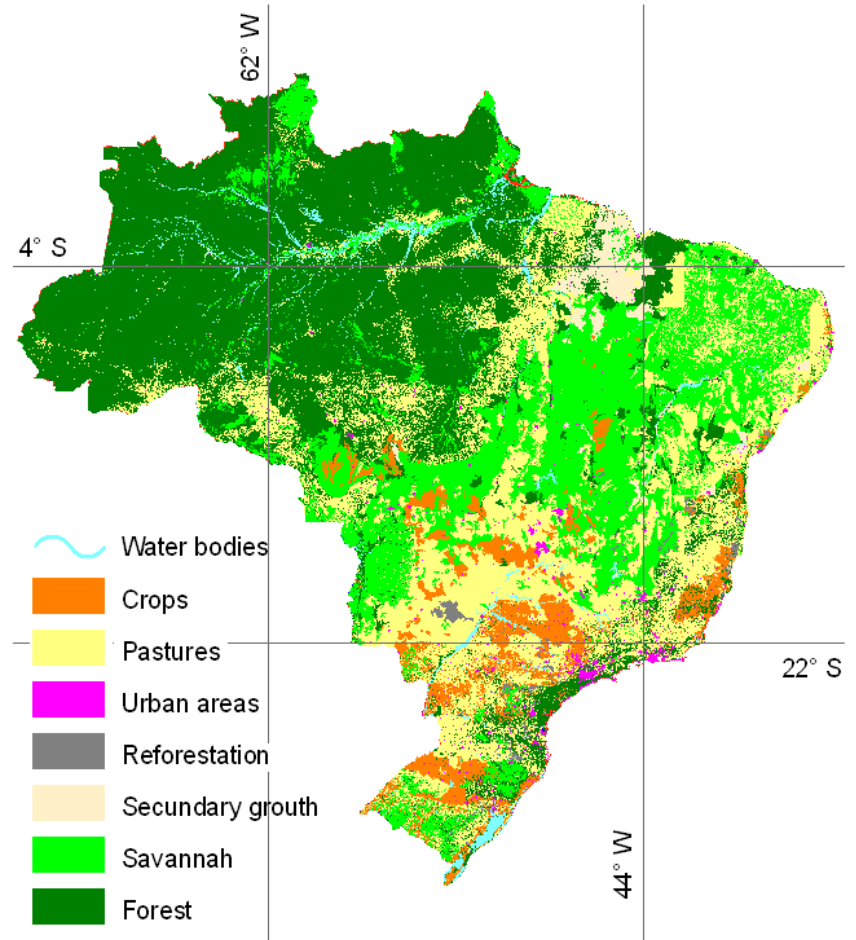 62° W
4° S
Water bodies
Crops
Pastures
22° S
Urban areas
Reforestation
Secundary grouth
Savannah
44° W
Forest